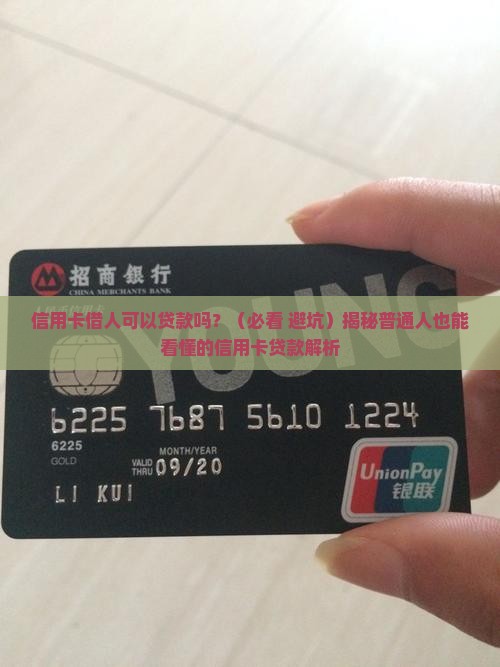 招商银行
CHINA MERCHANTS BANK
YOUNG
信用卡借人可以贷款吗？（必看 避坑）揭秘普通人也能
看懂的信用卡贷款解析
6225 7687 5610 1224
6225
GOLD
MONTH/YEAR
VALID THRU 09/20
LI KUI
UnionPay
银联